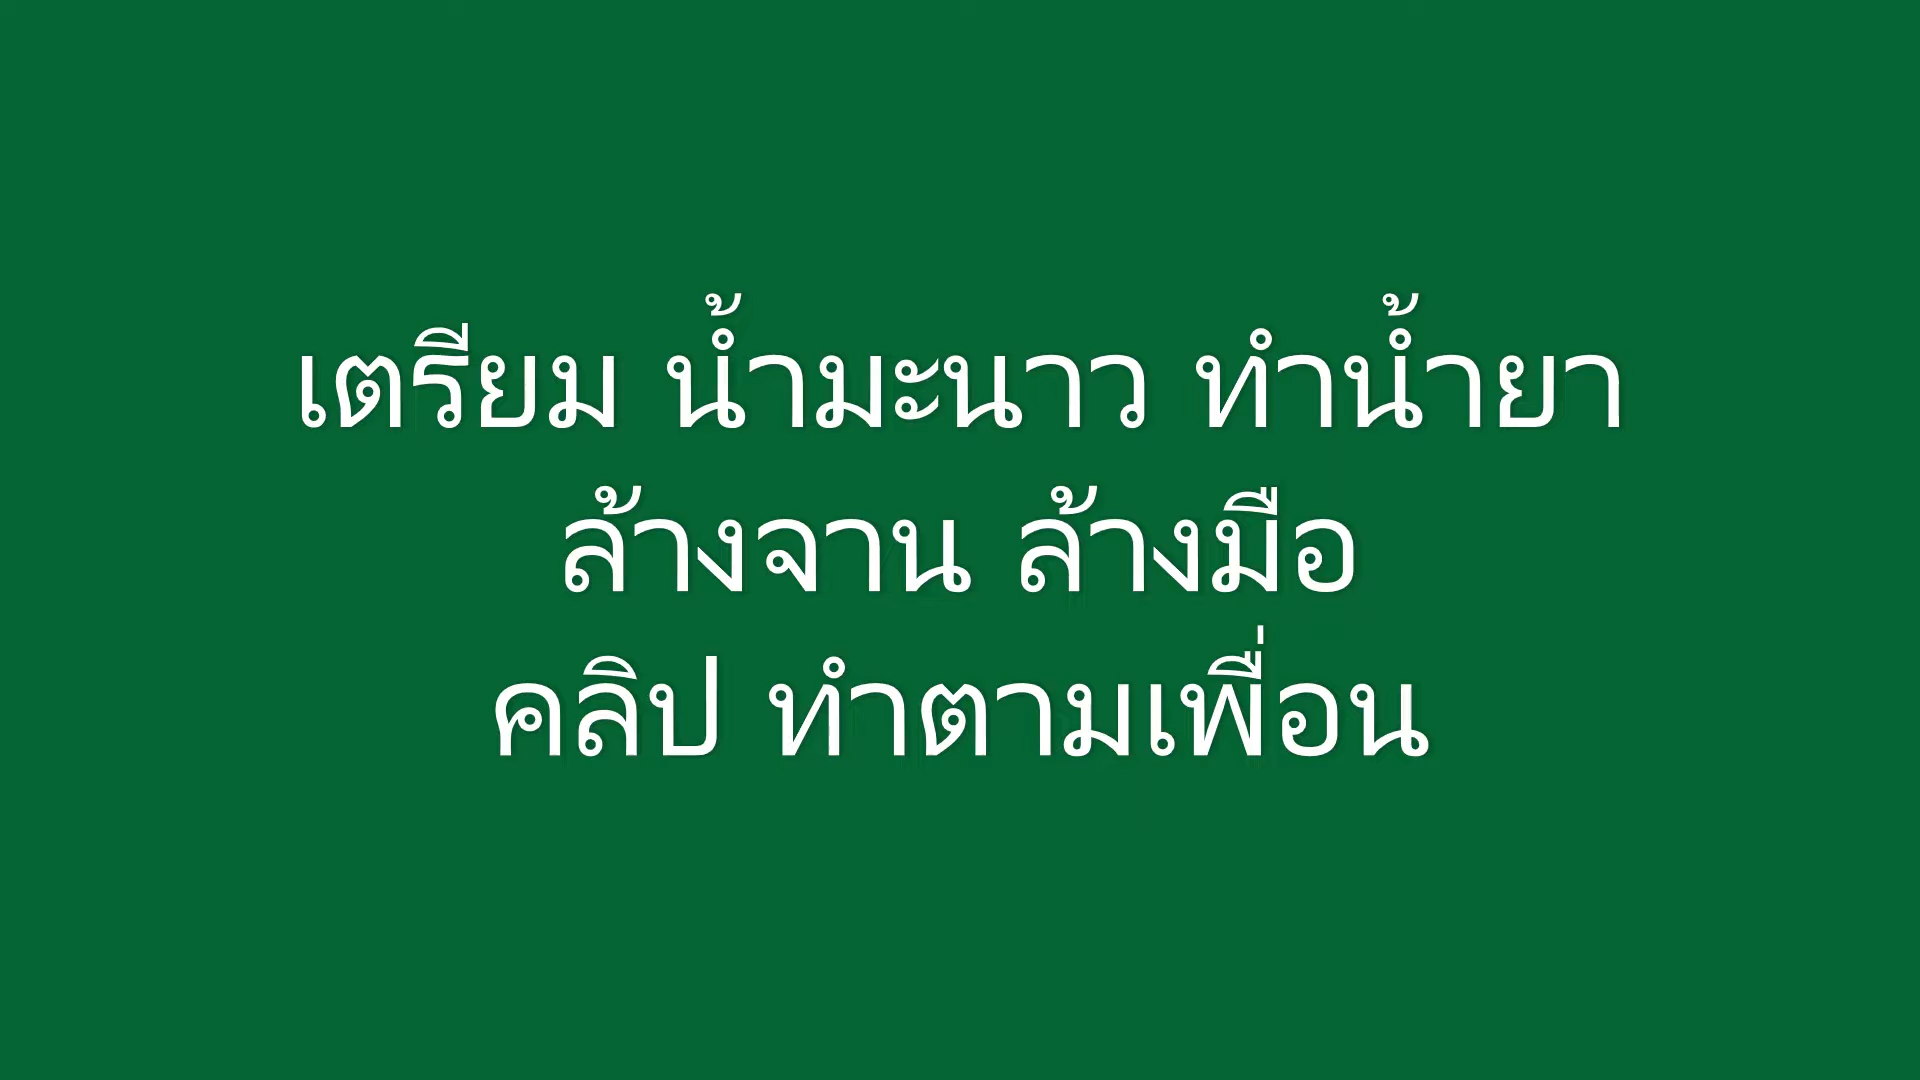 เตรียม น้ำมะนาว ทำน้ำยา
ล้างจาน ล้างมือ
คลิป ทำตามเพื่อน